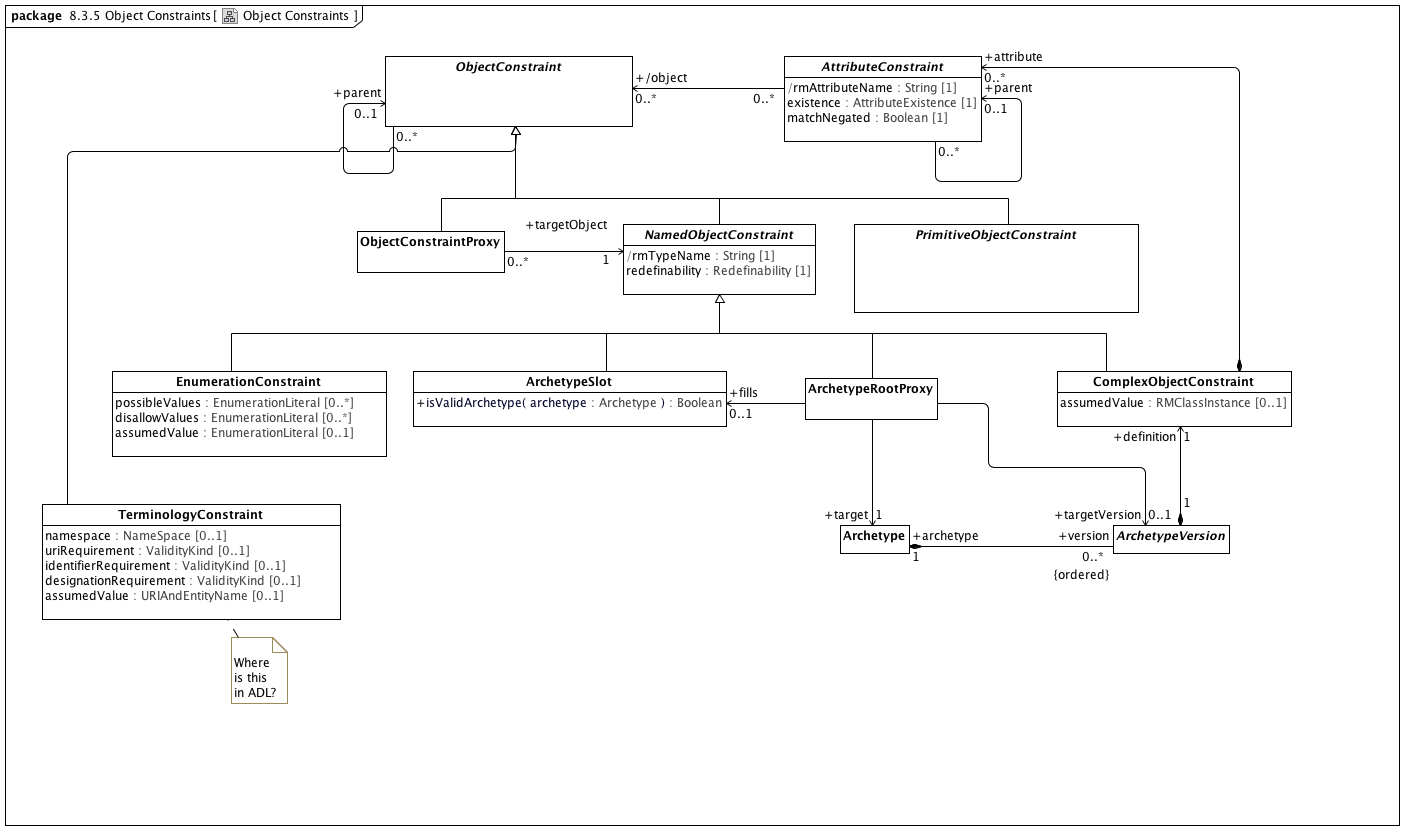 package 8.3.5 Object Constraints [ Object Constraints ]
ObjectConstraint
+parent
0..1
0..*
+/object
0..*
0..*
AttributeConstraint
/rmAttributeName : String [1]
existence : AttributeExistence [1]
matchNegated : Boolean [1]
+attribute
0..*
+parent
0..1
0..*
ObjectConstraintProxy
+targetObject
0..*
1
NamedObjectConstraint
/rmTypeName : String [1]
redefinability : Redefinability [1]
PrimitiveObjectConstraint
EnumerationConstraint
possibleValues : EnumerationLiteral [0..*]
disallowValues : EnumerationLiteral [0..*]
assumedValue : EnumerationLiteral [0..1]
ArchetypeSlot
+isValidArchetype( archetype : Archetype ) : Boolean
+fills
0..1
ArchetypeRootProxy
ComplexObjectConstraint
assumedValue : RMClassInstance [0..1]
+definition
1
1
TerminologyConstraint
namespace : NameSpace [0..1]
uriRequirement : ValidityKind [0..1]
identifierRequirement : ValidityKind [0..1]
designationRequirement : ValidityKind [0..1]
assumedValue : URIAndEntityName [0..1]
+target
1
+targetVersion
0..1
Archetype
+archetype
1
+version
0..*
{ordered}
ArchetypeVersion
Where
is this
in ADL?